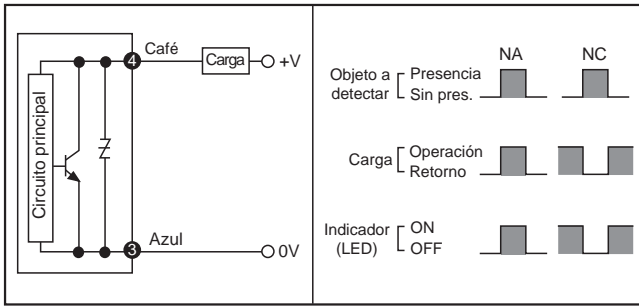 Circuito principal
4
Café
Carga
+V
3
Azul
0V
NA
NC
Objeto a detectar
Presencia
Sin pres.
Carga
Operación
Retorno
Indicador (LED)
ON
OFF